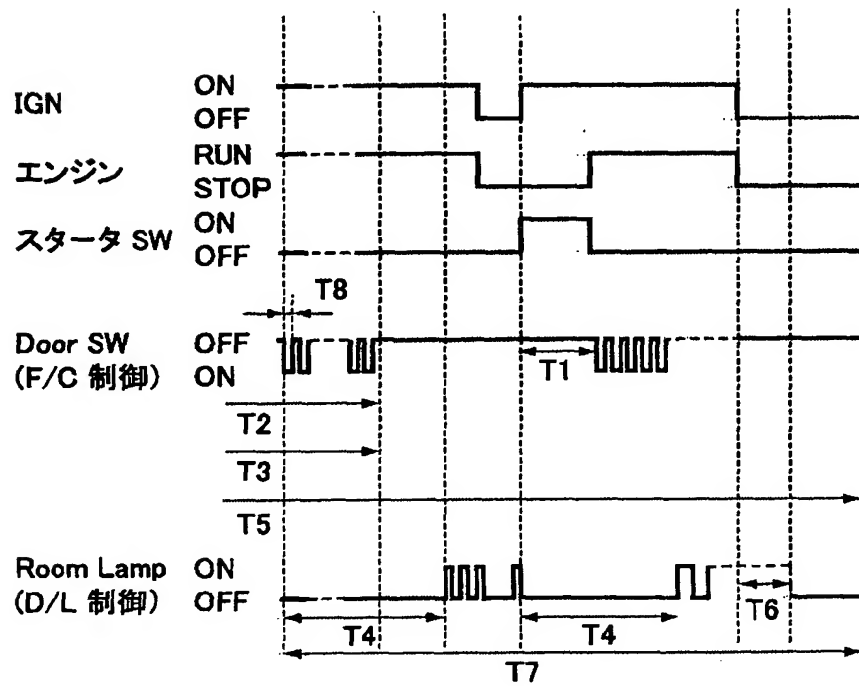 IGN ON
OFF
エンジン RUN
STOP
スタータ SW ON
OFF
T8
Door SW OFF
(F/C 制御) ON
T1
T2
T3
T5
Room Lamp ON
(D/L 制御) OFF
T6
T4 T4
T7